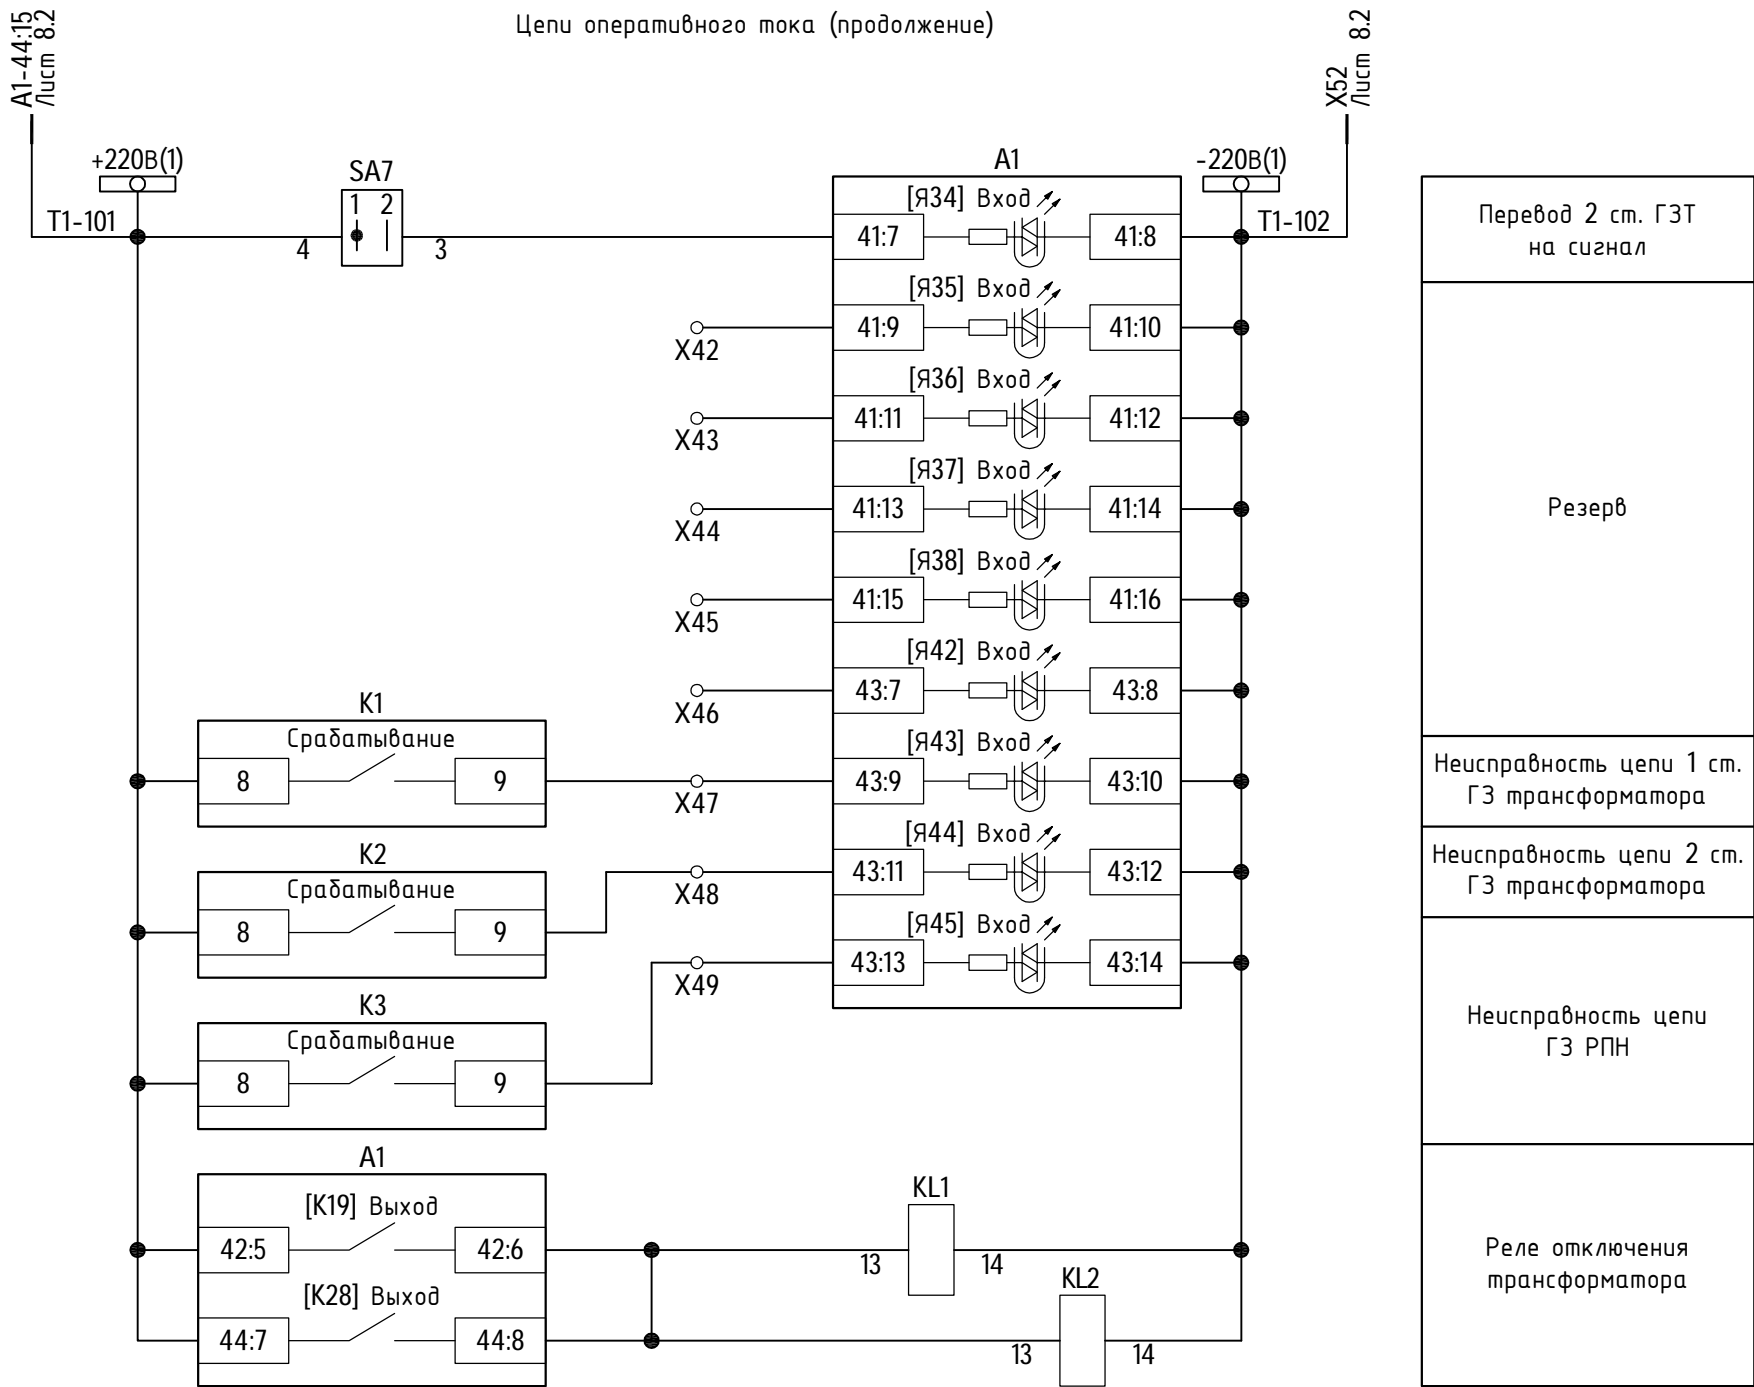 Цепи оперативного тока (продолжение)
A1-44:15
Лист 8.2
X52
Лист 8.2
+220В(1)
SA7
A1
-220В(1)
T1-101
1 2
4
3
[Я34] Вход
41:7
41:8
T1-102
Перевод 2 ст. ГЗТ
на сигнал
[Я35] Вход
X42
41:9
41:10
[Я36] Вход
X43
41:11
41:12
[Я37] Вход
X44
41:13
41:14
Резерв
[Я38] Вход
X45
41:15
41:16
[Я42] Вход
X46
43:7
43:8
K1
Срабатывание
8
9
X47
[Я43] Вход
43:9
43:10
Неисправность цепи 1 ст.
ГЗ трансформатора
K2
Срабатывание
8
9
X48
[Я44] Вход
43:11
43:12
Неисправность цепи 2 ст.
ГЗ трансформатора
K3
Срабатывание
8
9
X49
[Я45] Вход
43:13
43:14
Неисправность цепи
ГЗ РПН
A1
[K19] Выход
42:5
42:6
KL1
13
14
[K28] Выход
44:7
44:8
KL2
13
14
Реле отключения
трансформатора